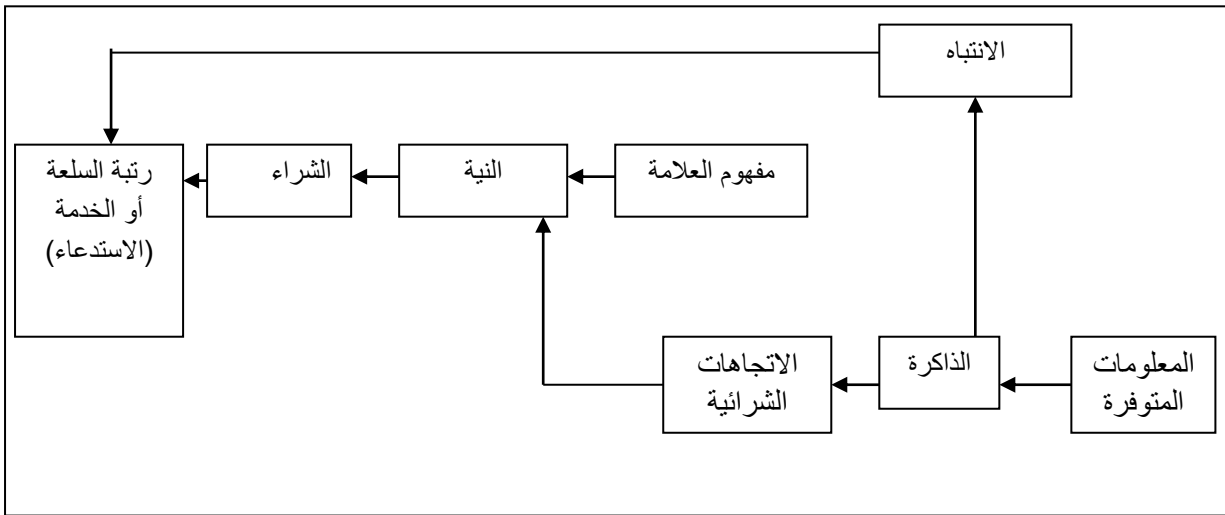 الانتباه
مفهوم العلامة
النية
الشراء
رتبة السلعة
أو الخدمة
(الاستدعاء)
المعلومات
المتوفرة
الذاكرة
الاتجاهات
الشرائية